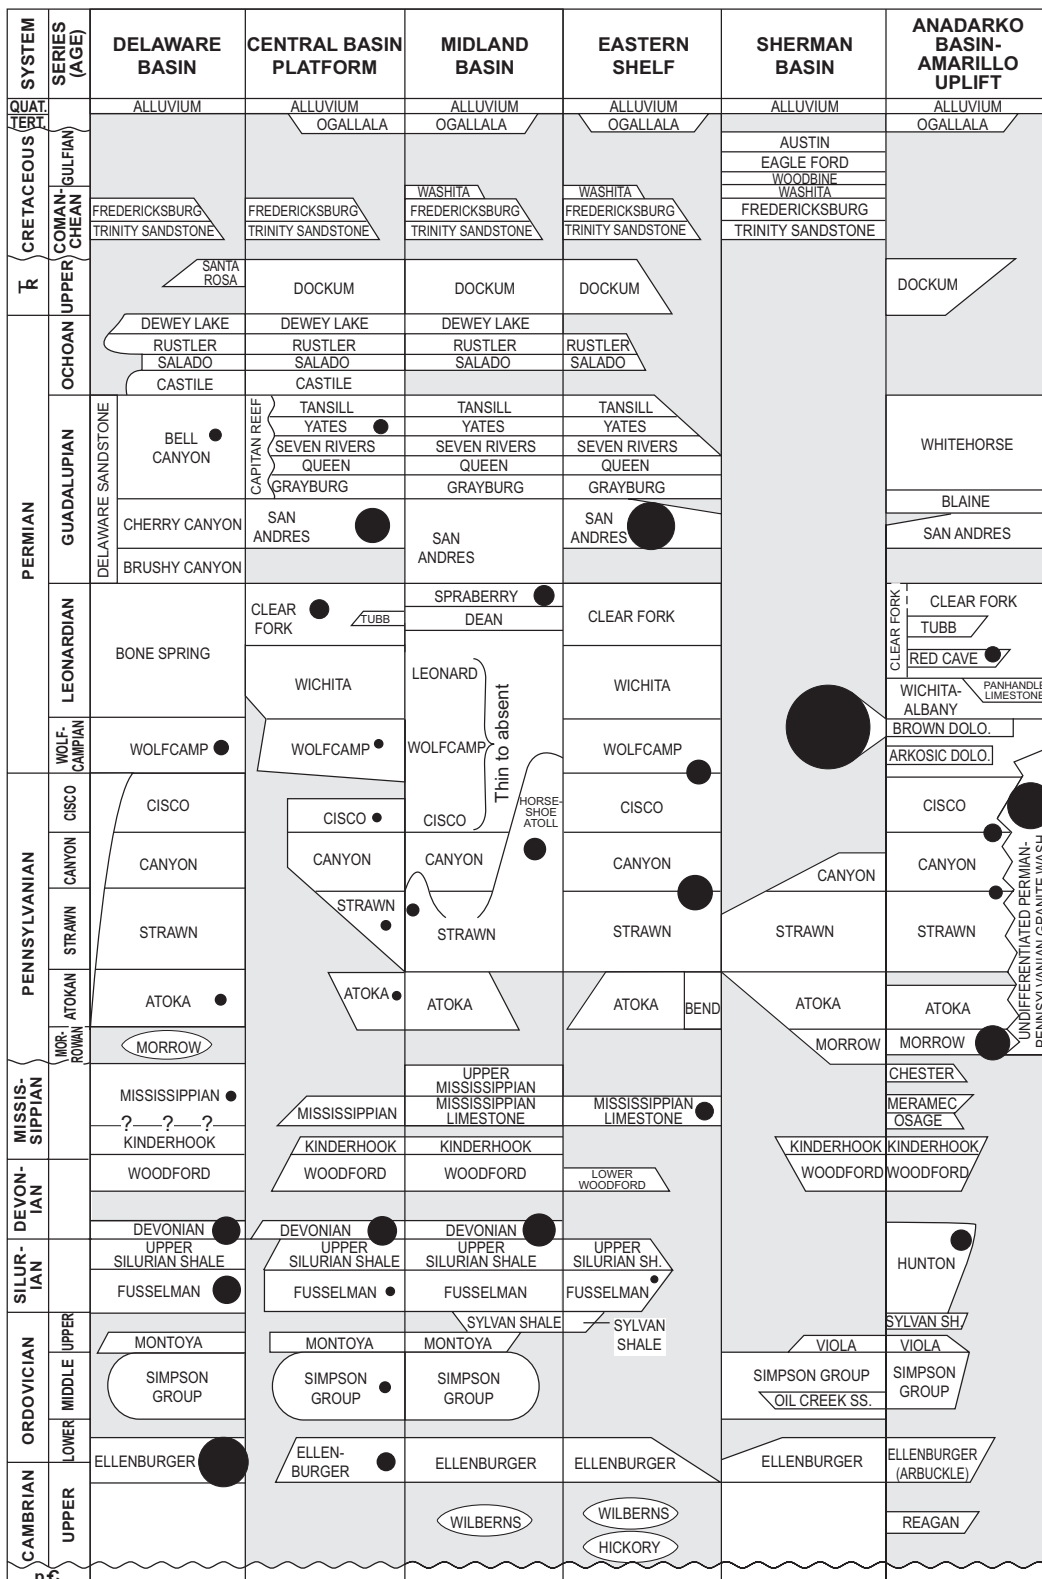 SYSTEM
SERIES
(AGE)
DELAWARE
BASIN
CENTRAL BASIN
PLATFORM
MIDLAND
BASIN
EASTERN
SHELF
SHERMAN
BASIN
ANADARKO
BASIN-
AMARILLO
UPLIFT
QUAT.
ALLUVIUM
ALLUVIUM
ALLUVIUM
ALLUVIUM
ALLUVIUM
ALLUVIUM
TERT.
OGALLALA
OGALLALA
OGALLALA
OGALLALA
CRETACEOUS
GULFIAN
AUSTIN
EAGLE FORD
WOODBINE
COMAN-
CHEAN
WASHITA
WASHITA
WASHITA
FREDERICKSBURG
FREDERICKSBURG
FREDERICKSBURG
FREDERICKSBURG
FREDERICKSBURG
TRINITY SANDSTONE
TRINITY SANDSTONE
TRINITY SANDSTONE
TRINITY SANDSTONE
TRINITY SANDSTONE
TR
UPPER
SANTA
ROSA
DOCKUM
DOCKUM
DOCKUM
DOCKUM
PERMIAN
OCHOAN
DEWEY LAKE
DEWEY LAKE
DEWEY LAKE
RUSTLER
RUSTLER
RUSTLER
RUSTLER
SALADO
SALADO
SALADO
SALADO
CASTILE
CASTILE
GUADALUPIAN
DELAWARE SANDSTONE
BELL
CANYON
CAPITAN REEF
TANSILL
TANSILL
TANSILL
YATES
YATES
YATES
SEVEN RIVERS
SEVEN RIVERS
SEVEN RIVERS
QUEEN
QUEEN
QUEEN
GRAYBURG
GRAYBURG
GRAYBURG
WHITEHORSE
BLAINE
CHERRY CANYON
SAN
ANDRES
SAN
ANDRES
SAN
ANDRES
SAN ANDRES
BRUSHY CANYON
LEONARDIAN
BONE SPRING
CLEAR
FORK
TUBB
SPRABERRY
DEAN
CLEAR FORK
CLEAR FORK
CLEAR FORK
TUBB
RED CAVE
WICHITA
LEONARD
WICHITA
WICHITA-
ALBANY
PANHANDLE
LIMESTONE
WOLF-
CAMPIAN
WOLFCAMP
WOLFCAMP
WOLFCAMP
Thin to absent
WOLFCAMP
BROWN DOLO.
ARKOSIC DOLO.
PENNSYLVANIAN
CISCO
CISCO
CISCO
CISCO
HORSE-
SHOE
ATOLL
CISCO
CISCO
UNDIFFERENTIATED PERMIAN-
PENNSYLVANIAN GRANITE WASH
CANYON
CANYON
CANYON
CANYON
CANYON
CANYON
CANYON
STRAWN
STRAWN
STRAWN
STRAWN
STRAWN
STRAWN
STRAWN
ATOKAN
ATOKA
ATOKA
ATOKA
ATOKA
BEND
ATOKA
ATOKA
MOR-
ROWAN
MORROW
MORROW
MORROW
MISSIS-
SIPPIAN
MISSISSIPPIAN
? ? ?
KINDERHOOK
MISSISSIPPIAN
KINDERHOOK
UPPER
MISSISSIPPIAN
MISSISSIPPIAN
LIMESTONE
KINDERHOOK
MISSISSIPPIAN
LIMESTONE
KINDERHOOK
CHESTER
MERAMEC
OSAGE
KINDERHOOK
DEVON-
IAN
WOODFORD
WOODFORD
WOODFORD
LOWER
WOODFORD
WOODFORD
WOODFORD
DEVONIAN
DEVONIAN
DEVONIAN
SILUR-
IAN
UPPER
SILURIAN SHALE
UPPER
SILURIAN SHALE
UPPER
SILURIAN SHALE
UPPER
SILURIAN SH.
HUNTON
FUSSELMAN
FUSSELMAN
FUSSELMAN
FUSSELMAN
ORDOVICIAN
UPPER
SYLVAN SHALE
SYLVAN
SHALE
SYLVAN SH.
MONTOYA
MONTOYA
MONTOYA
VIOLA
VIOLA
MIDDLE
SIMPSON
GROUP
SIMPSON
GROUP
SIMPSON
GROUP
SIMPSON GROUP
OIL CREEK SS.
SIMPSON
GROUP
LOWER
ELLENBURGER
ELLEN-
BURGER
ELLENBURGER
ELLENBURGER
ELLENBURGER
ELLENBURGER
(ARBUCKLE)
CAMBRIAN
UPPER
WILBERNS
WILBERNS
HICKORY
REAGAN
p-C